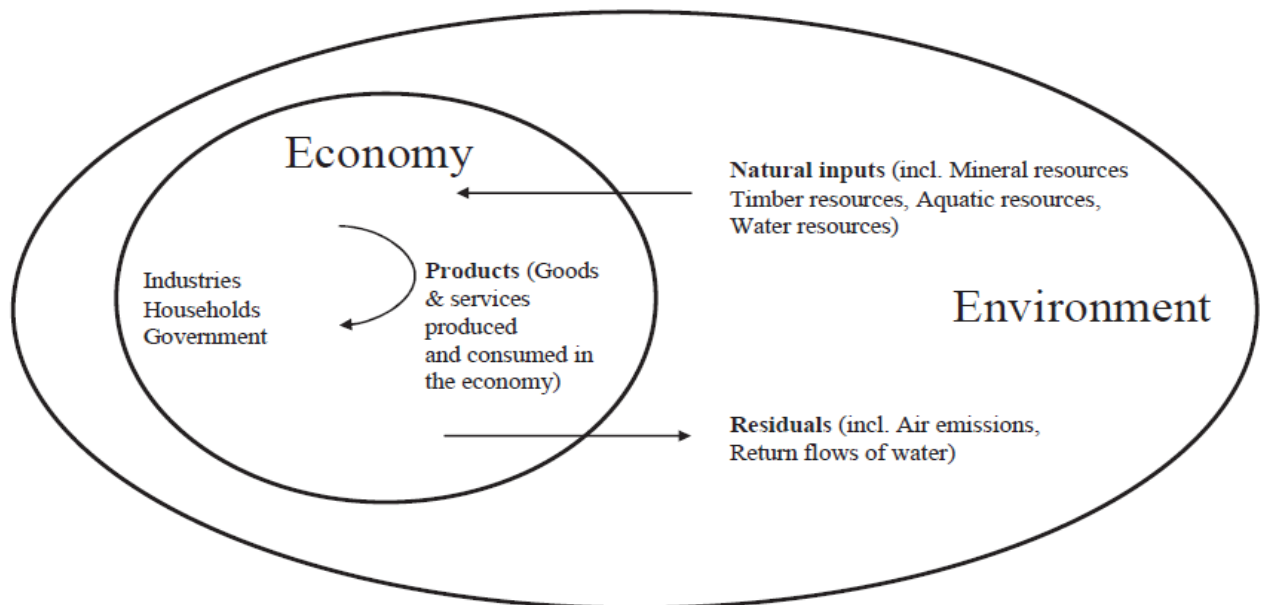 Economy
Natural inputs (incl. Mineral resources
Timber resources, Aquatic resources,
Water resources)
Industries
Households
Government
Products (Goods
& services
produced
and consumed in
the economy)
Environment
Residuals (incl. Air emissions,
Return flows of water)